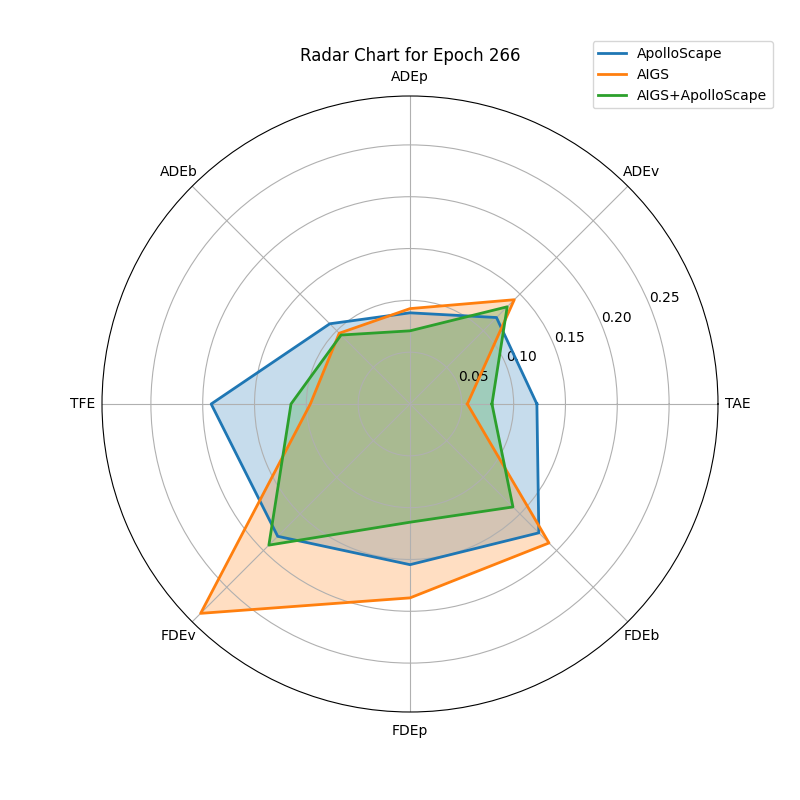 Radar Chart for Epoch 266
ApolloScape
AIGS
AIGS+ApolloScape
ADEp
ADEb
ADEv
0.25
0.20
0.15
0.10
0.05
TFE
TAE
FDEv
FDEb
FDEp